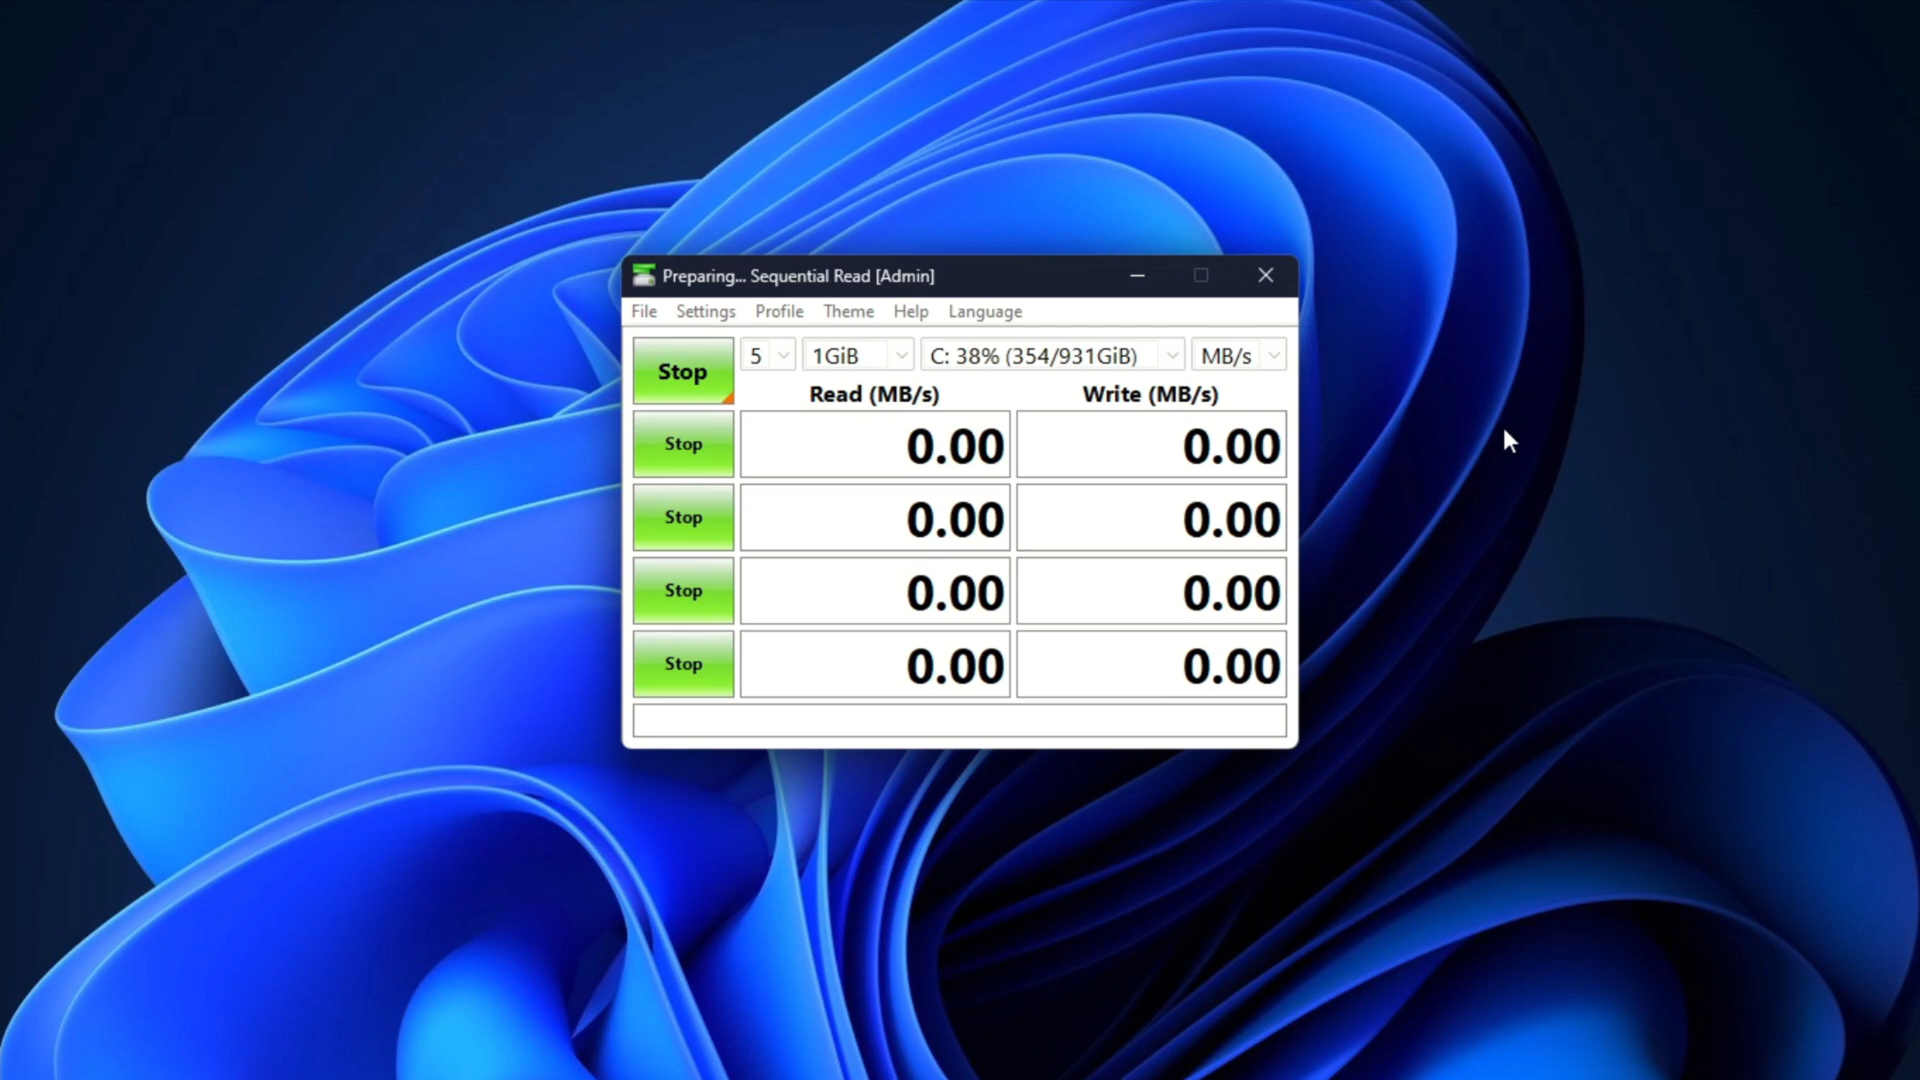 Preparing... Sequential Read [Admin]
File Settings Profile Theme Help Language
Stop 5 1GiB C: 38% (354/931GiB) MB/s
Read (MB/s) Write (MB/s)
Stop 0.00 0.00
Stop 0.00 0.00
Stop 0.00 0.00
Stop 0.00 0.00